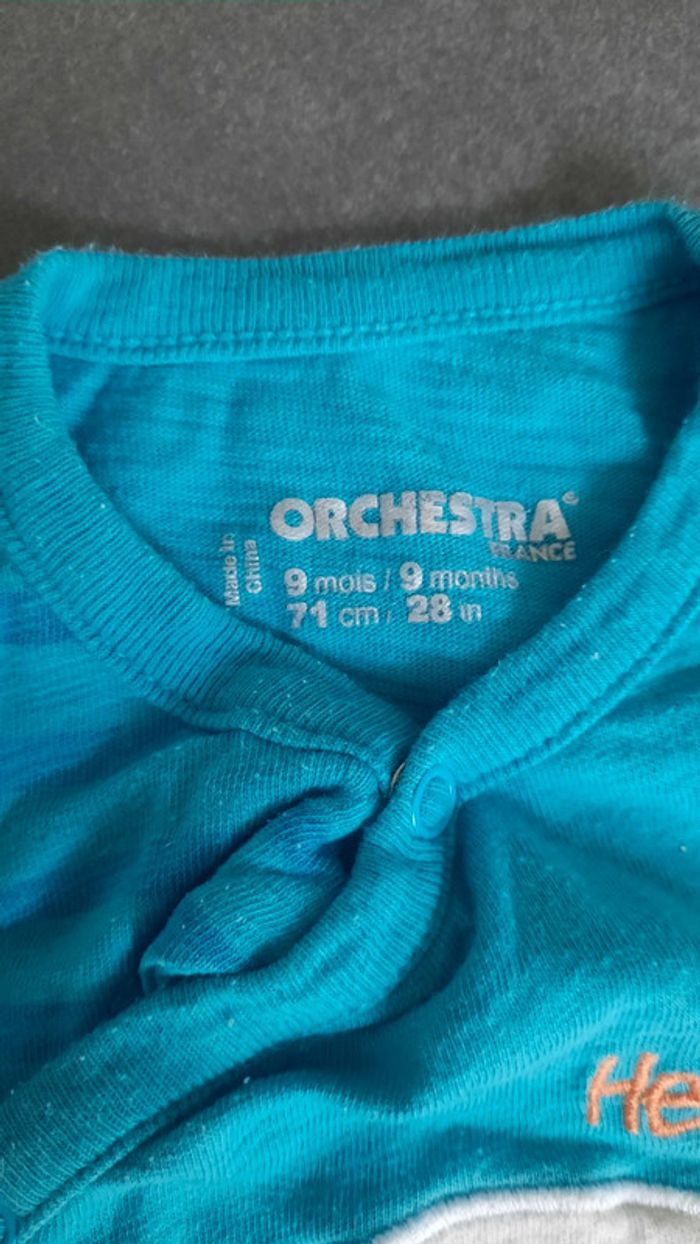 ORCHESTRA
FRANCE
Made in
China
9 mois / 9 months
71 cm / 28 in
He